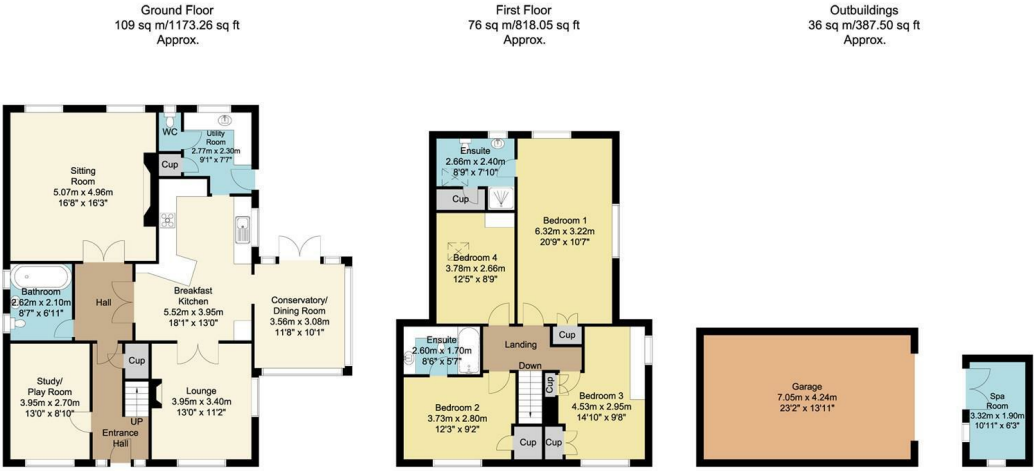 Ground Floor
109 sq m/1173.26 sq ft
Approx.
First Floor
76 sq m/818.05 sq ft
Approx.
Outbuildings
36 sq m/387.50 sq ft
Approx.
Sitting
Room
5.07m x 4.96m
16'8" x 16'3"
WC
Utility
Room
2.77m x 2.30m
9'1" x 7'7"
Cup
Bathroom
2.62m x 2.10m
8'7" x 6'11"
Hall
Breakfast
Kitchen
5.52m x 3.95m
18'1" x 13'0"
Conservatory/
Dining Room
3.56m x 3.08m
11'8" x 10'1"
Study/
Play Room
3.95m x 2.70m
13'0" x 8'10"
Cup
UP
Entrance
Hall
Lounge
3.95m x 3.40m
13'0" x 11'2"
Ensuite
2.66m x 2.40m
8'9" x 7'10"
Cup
Bedroom 1
6.32m x 3.22m
20'9" x 10'7"
Bedroom 4
3.78m x 2.66m
12'5" x 8'9"
Ensuite
2.60m x 1.70m
8'6" x 5'7"
Landing
Cup
Down
Cup
Bedroom 2
3.73m x 2.80m
12'3" x 9'2"
Bedroom 3
4.53m x 2.95m
14'10" x 9'8"
Cup
Cup
Garage
7.05m x 4.24m
23'2" x 13'11"
Spa
Room
3.32m x 1.90m
10'11" x 6'3"